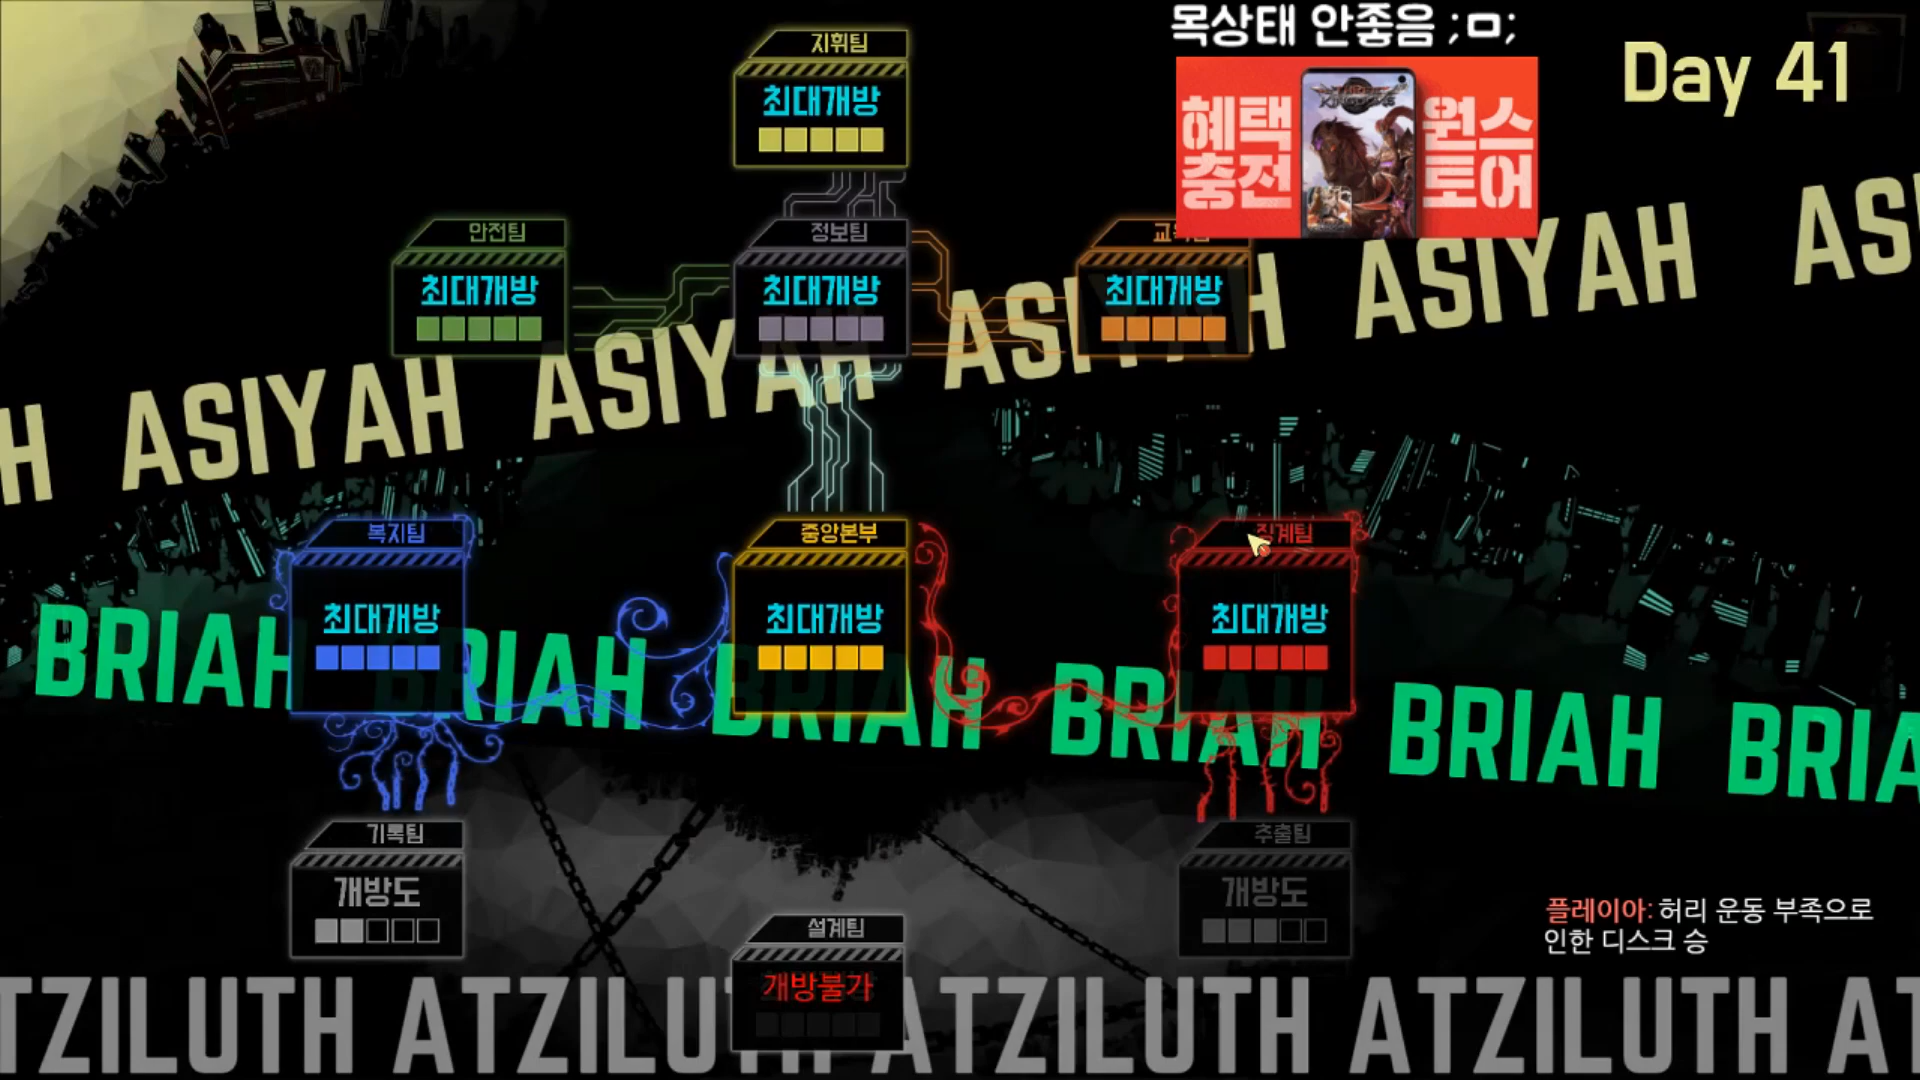 목상태 안좋음 ;ㅁ;
Day 41
혜택 원스
충전 토어
지휘팀
최대개방
안전팀
최대개방
정보팀
최대개방
최대개방
ASIYAH ASIYAH ASIYAH ASIYAH
복지팀
최대개방
중앙본부
최대개방
징계팀
최대개방
BRIAH BRIAH BRIAH BRIAH BRIAH BRIA
기록팀
개방도
추출팀
개방도
설계팀
개방불가
플레이아: 허리 운동 부족으로
인한 디스크 승
TZILUTH ATZILUTH ATZILUTH ATZILUTH AT